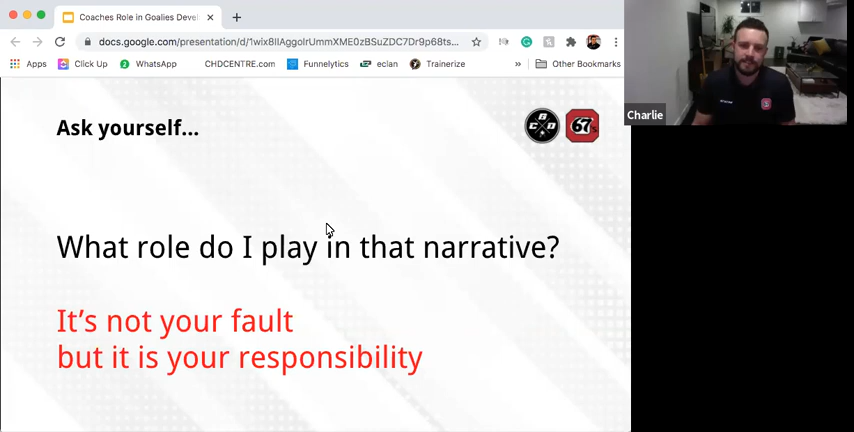 Coaches Role in Goalies Devel
docs.google.com/presentation/d/1wix8IIAggolrUmmXME0zBSuZDC7Dr9p68ts...
Apps Click Up WhatsApp CHDCENTRE.com Funnelytics eclan Trainerize » Other Bookmarks
Charlie
Ask yourself...
67's
What role do I play in that narrative?
It's not your fault
but it is your responsibility